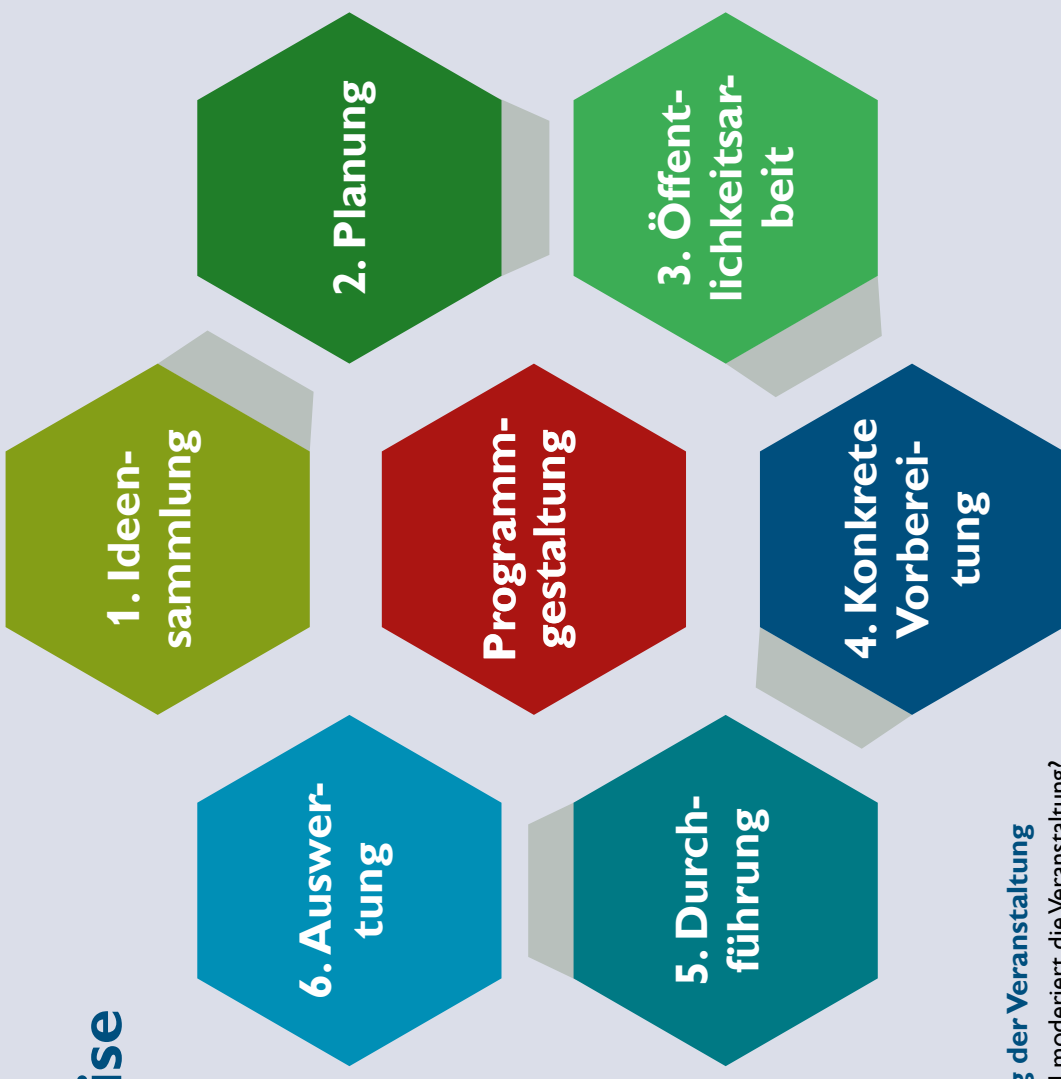 ise
1. Ideen-
sammlung
2. Planung
3. Öffent-
lichkeitsar-
beit
4. Konkrete
Vorberei-
tung
5. Durch-
führung
6. Auswer-
tung
Programm-
gestaltung
g der Veranstaltung
moderiert die Veranstaltung?